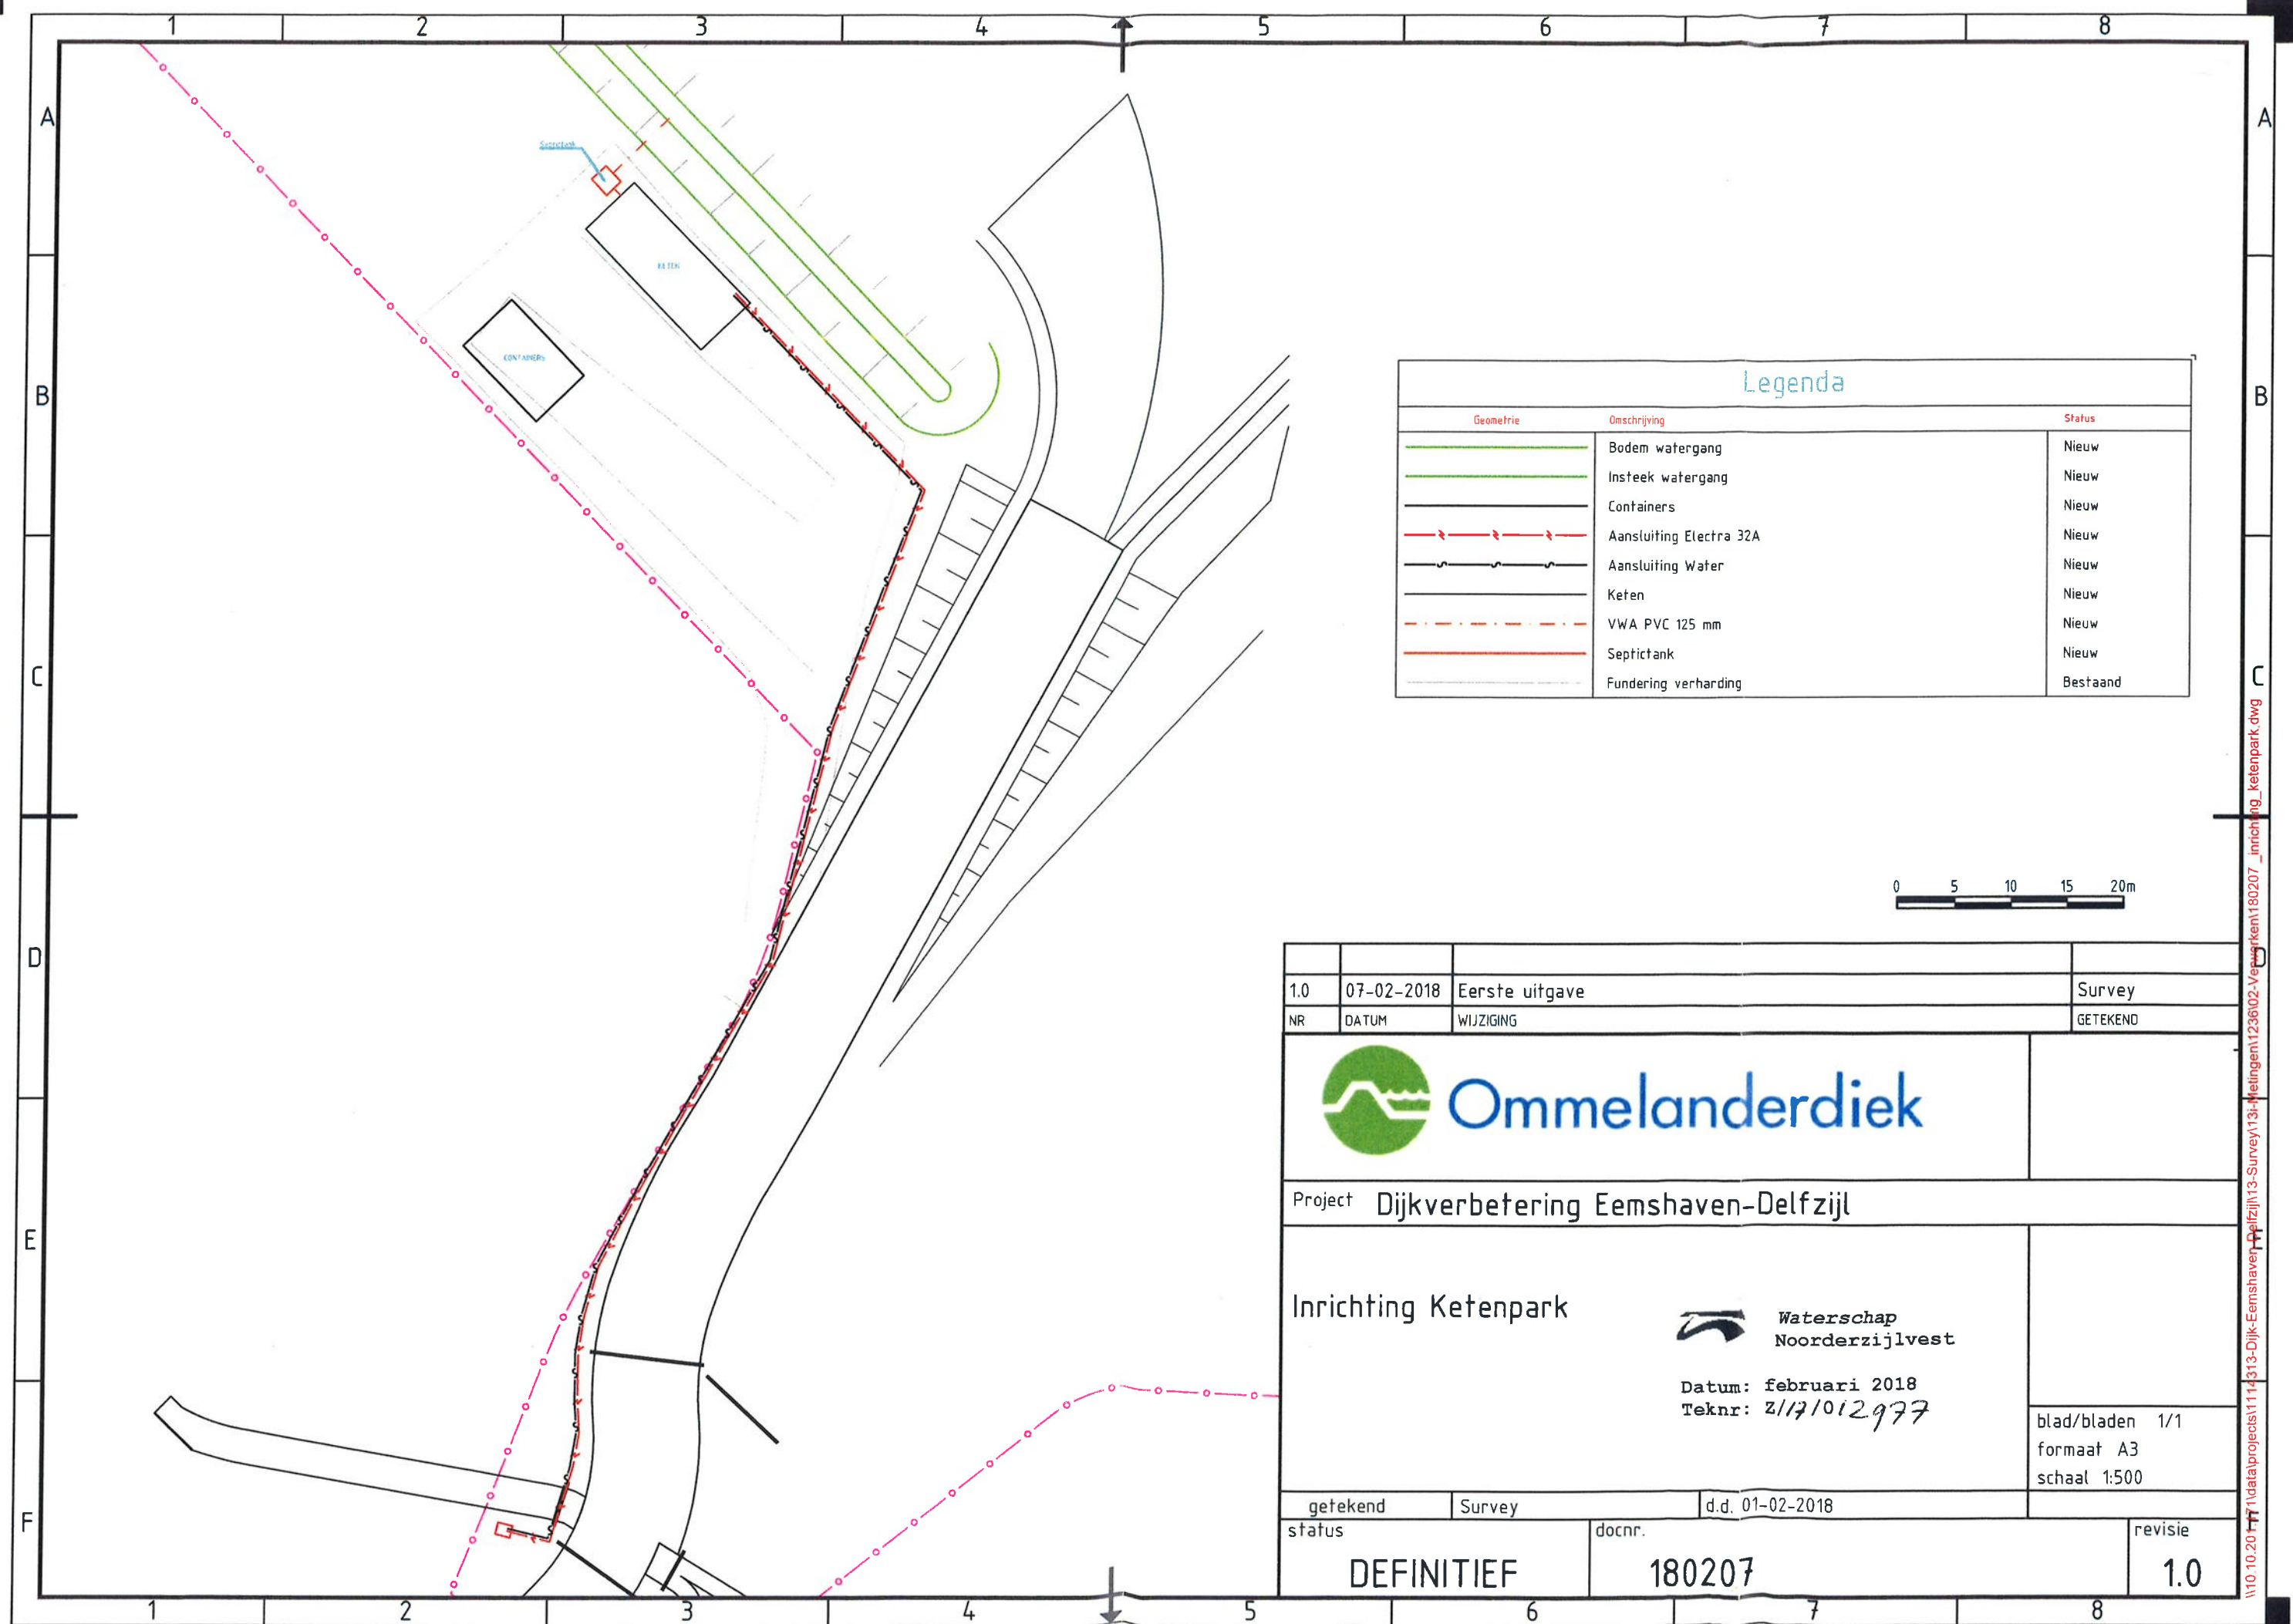 1 2 3 4 5 6 7 8
A A
B B
C C
D D
E E
F F
Septictank
KETEN
CONTAINERS
Legenda
Geometrie Omschrijving Status
Bodem watergang Nieuw
Insteek watergang Nieuw
Containers Nieuw
Aansluiting Electra 32A Nieuw
Aansluiting Water Nieuw
Keten Nieuw
VWA PVC 125 mm Nieuw
Septictank Nieuw
Fundering verharding Bestaand
0 5 10 15 20m
1.0 07-02-2018 Eerste uitgave Survey
NR DATUM WIJZIGING GETEKEND
Ommelanderdiek
Project Dijkverbetering Eemshaven-Delfzijl
Inrichting Ketenpark
Waterschap
Noorderzijlvest
Datum: februari 2018
Teknr: Z/17/012977
blad/bladen 1/1
formaat A3
schaal 1:500
getekend Survey d.d. 01-02-2018
status docnr. revisie
DEFINITIEF 180207 1.0
1 2 3 4 5 6 7 8